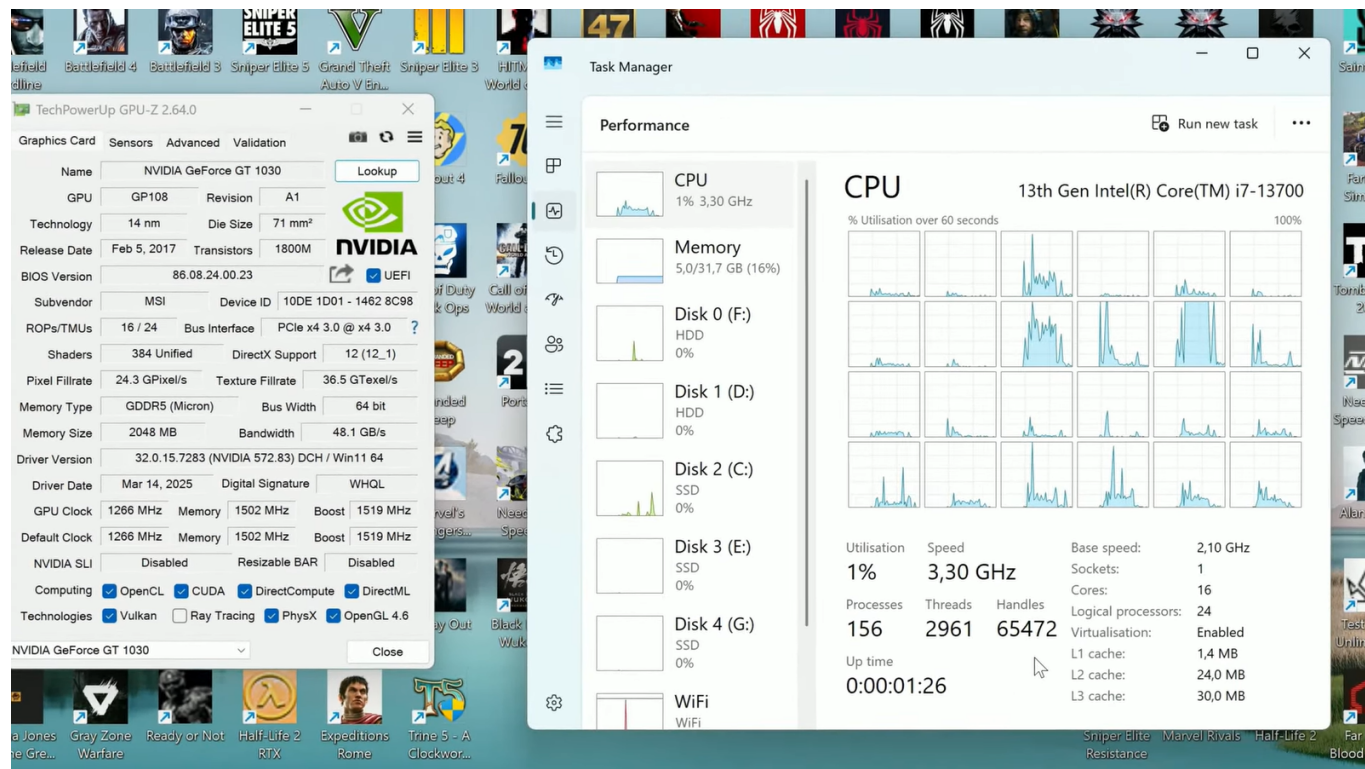 SNIPER
ELITE 5
47
Battlefield 4
Battlefield 3
Sniper Elite 5
Grand Theft
Auto V En...
Sniper Elite 3
World
TechPowerUp GPU-Z 2.64.0
Graphics Card
Sensors
Advanced
Validation
Name
NVIDIA GeForce GT 1030
Lookup
GPU
GP108
Revision
A1
Technology
14 nm
Die Size
71 mm²
Release Date
Feb 5, 2017
Transistors
1800M
NVIDIA
BIOS Version
86.08.24.00.23
UEFI
Subvendor
MSI
Device ID
10DE 1D01 - 1462 8C98
ROPs/TMUs
16 / 24
Bus Interface
PCIe x4 3.0 @ x4 3.0
?
Shaders
384 Unified
DirectX Support
12 (12_1)
Pixel Fillrate
24.3 GPixel/s
Texture Fillrate
36.5 GTexel/s
Memory Type
GDDR5 (Micron)
Bus Width
64 bit
Memory Size
2048 MB
Bandwidth
48.1 GB/s
Driver Version
32.0.15.7283 (NVIDIA 572.83) DCH / Win11 64
Driver Date
Mar 14, 2025
Digital Signature
WHQL
GPU Clock
1266 MHz
Memory
1502 MHz
Boost
1519 MHz
Default Clock
1266 MHz
Memory
1502 MHz
Boost
1519 MHz
NVIDIA SLI
Disabled
Resizable BAR
Disabled
Computing
OpenCL
CUDA
DirectCompute
DirectML
Technologies
Vulkan
Ray Tracing
PhysX
OpenGL 4.6
NVIDIA GeForce GT 1030
Close
Call of
World
Task Manager
Performance
Run new task
CPU
1% 3,30 GHz
Memory
5,0/31,7 GB (16%)
Disk 0 (F:)
HDD
0%
Disk 1 (D:)
HDD
0%
Disk 2 (C:)
SSD
0%
Disk 3 (E:)
SSD
0%
Disk 4 (G:)
SSD
0%
WiFi
WiFi
CPU
13th Gen Intel(R) Core(TM) i7-13700
% Utilisation over 60 seconds
100%
Utilisation
1%
Speed
3,30 GHz
Processes
156
Threads
2961
Handles
65472
Up time
0:00:01:26
Base speed:
2,10 GHz
Sockets:
1
Cores:
16
Logical processors:
24
Virtualisation:
Enabled
L1 cache:
1,4 MB
L2 cache:
24,0 MB
L3 cache:
30,0 MB
Gray Zone
Warfare
Ready or Not
Half-Life 2
RTX
Expeditions
Rome
Trine 5 - A
Clockwor...
Sniper Elite
Resistance
Marvel Rivals
Half-Life 2
Far
Blood